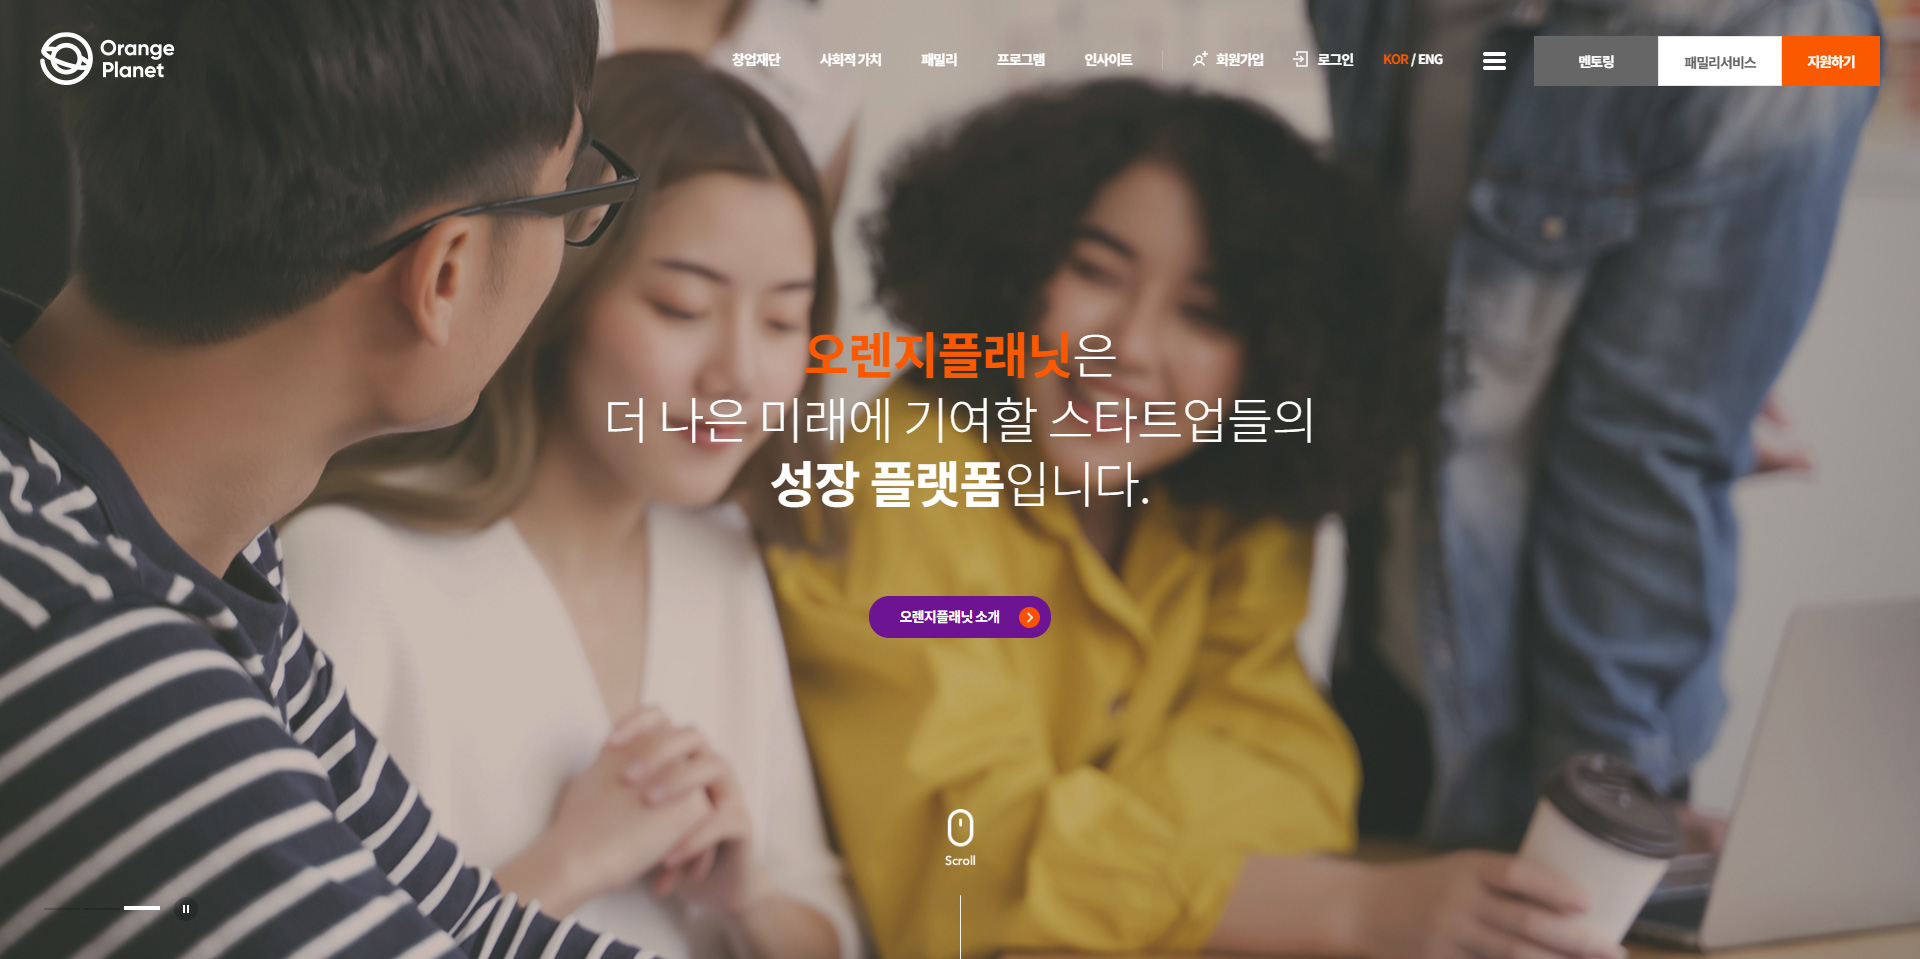 Orange
Planet
창업재단 사회적 가치 패밀리 프로그램 인사이트 회원가입 로그인 KOR / ENG 멘토링 패밀리서비스 지원하기
오렌지플래닛은
더 나은 미래에 기여할 스타트업들의
성장 플랫폼입니다.
오렌지플래닛 소개
Scroll